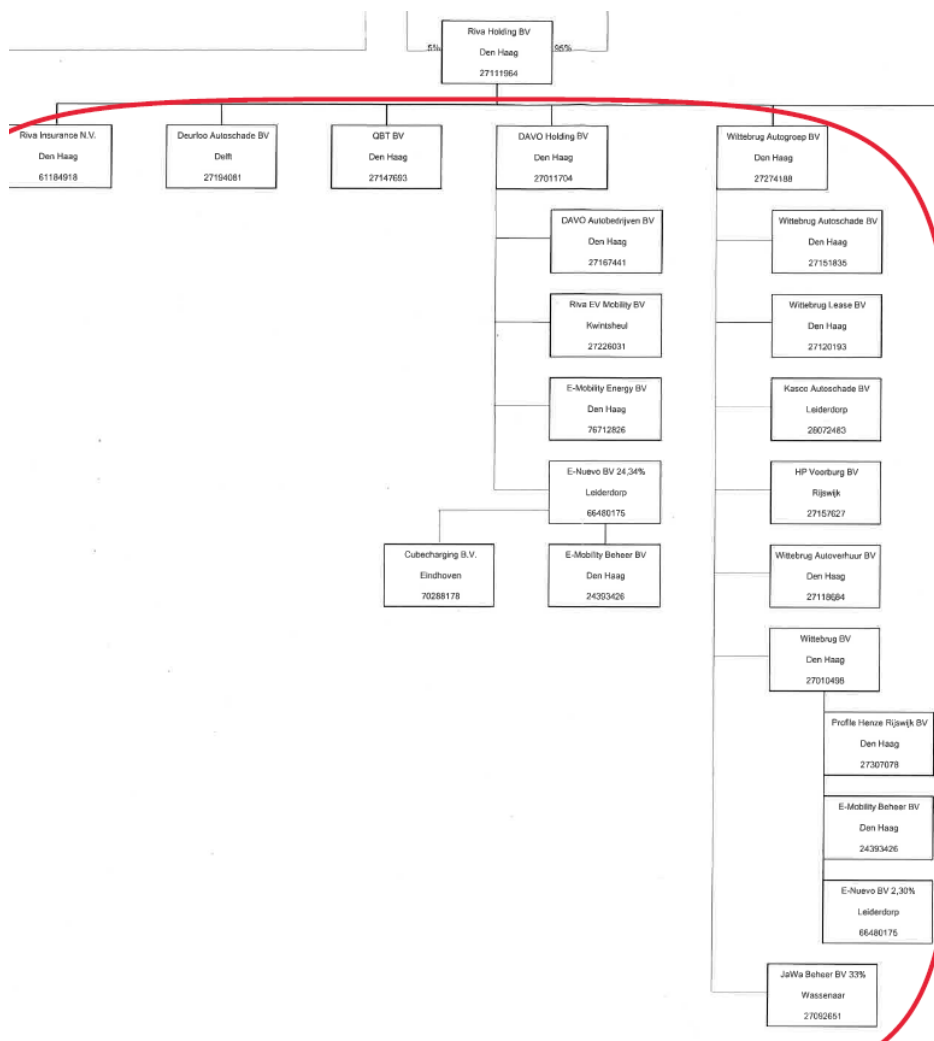 Riva Holding BV
Den Haag
27111964
5%
95%
Riva Insurance N.V.
Den Haag
61184918
Deurloo Autoschade BV
Delft
27194081
QBT BV
Den Haag
27147693
DAVO Holding BV
Den Haag
27011704
Wittebrug Autogroep BV
Den Haag
27274188
DAVO Autobedrijven BV
Den Haag
27167441
Riva EV Mobility BV
Kwintsheul
27226031
E-Mobility Energy BV
Den Haag
76712826
E-Nuevo BV 24,34%
Leiderdorp
66480175
Cubecharging B.V.
Eindhoven
70288178
E-Mobility Beheer BV
Den Haag
24393426
Wittebrug Autoschade BV
Den Haag
27151835
Wittebrug Lease BV
Den Haag
27120193
Kasco Autoschade BV
Leiderdorp
28072483
HP Voorburg BV
Rijswijk
27157627
Wittebrug Autoverhuur BV
Den Haag
27118684
Wittebrug BV
Den Haag
27010498
Profile Henze Rijswijk BV
Den Haag
27307078
E-Mobility Beheer BV
Den Haag
24393426
E-Nuevo BV 2,30%
Leiderdorp
66480175
JaWa Beheer BV 33%
Wassenaar
27092651